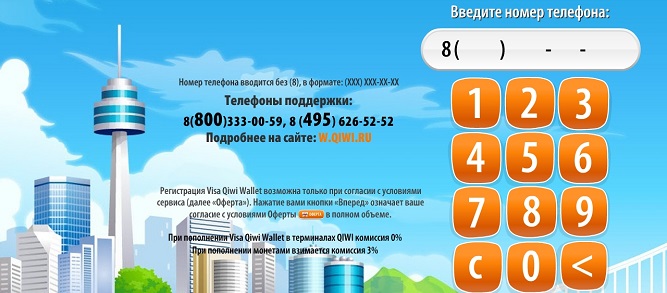 Введите номер телефона:
8( ) - -
Номер телефона вводится без (8), в формате: (XXX) XXX-XX-XX
Телефоны поддержки:
8(800)333-00-59, 8 (495) 626-52-52
Подробнее на сайте: W.QIWI.RU
1 2 3
4 5 6
7 8 9
С 0 <
Регистрация Visa Qiwi Wallet возможна только при согласии с условиями
сервиса (далее «Оферта»). Нажатие вами кнопки «Вперед» означает ваше
согласие с условиями Оферты ОФЕРТА в полном объеме.
При пополнения Visa Qiwi Wallet в терминалах QIWI комиссия 0%
При пополнении монетами взимается комиссия 3%